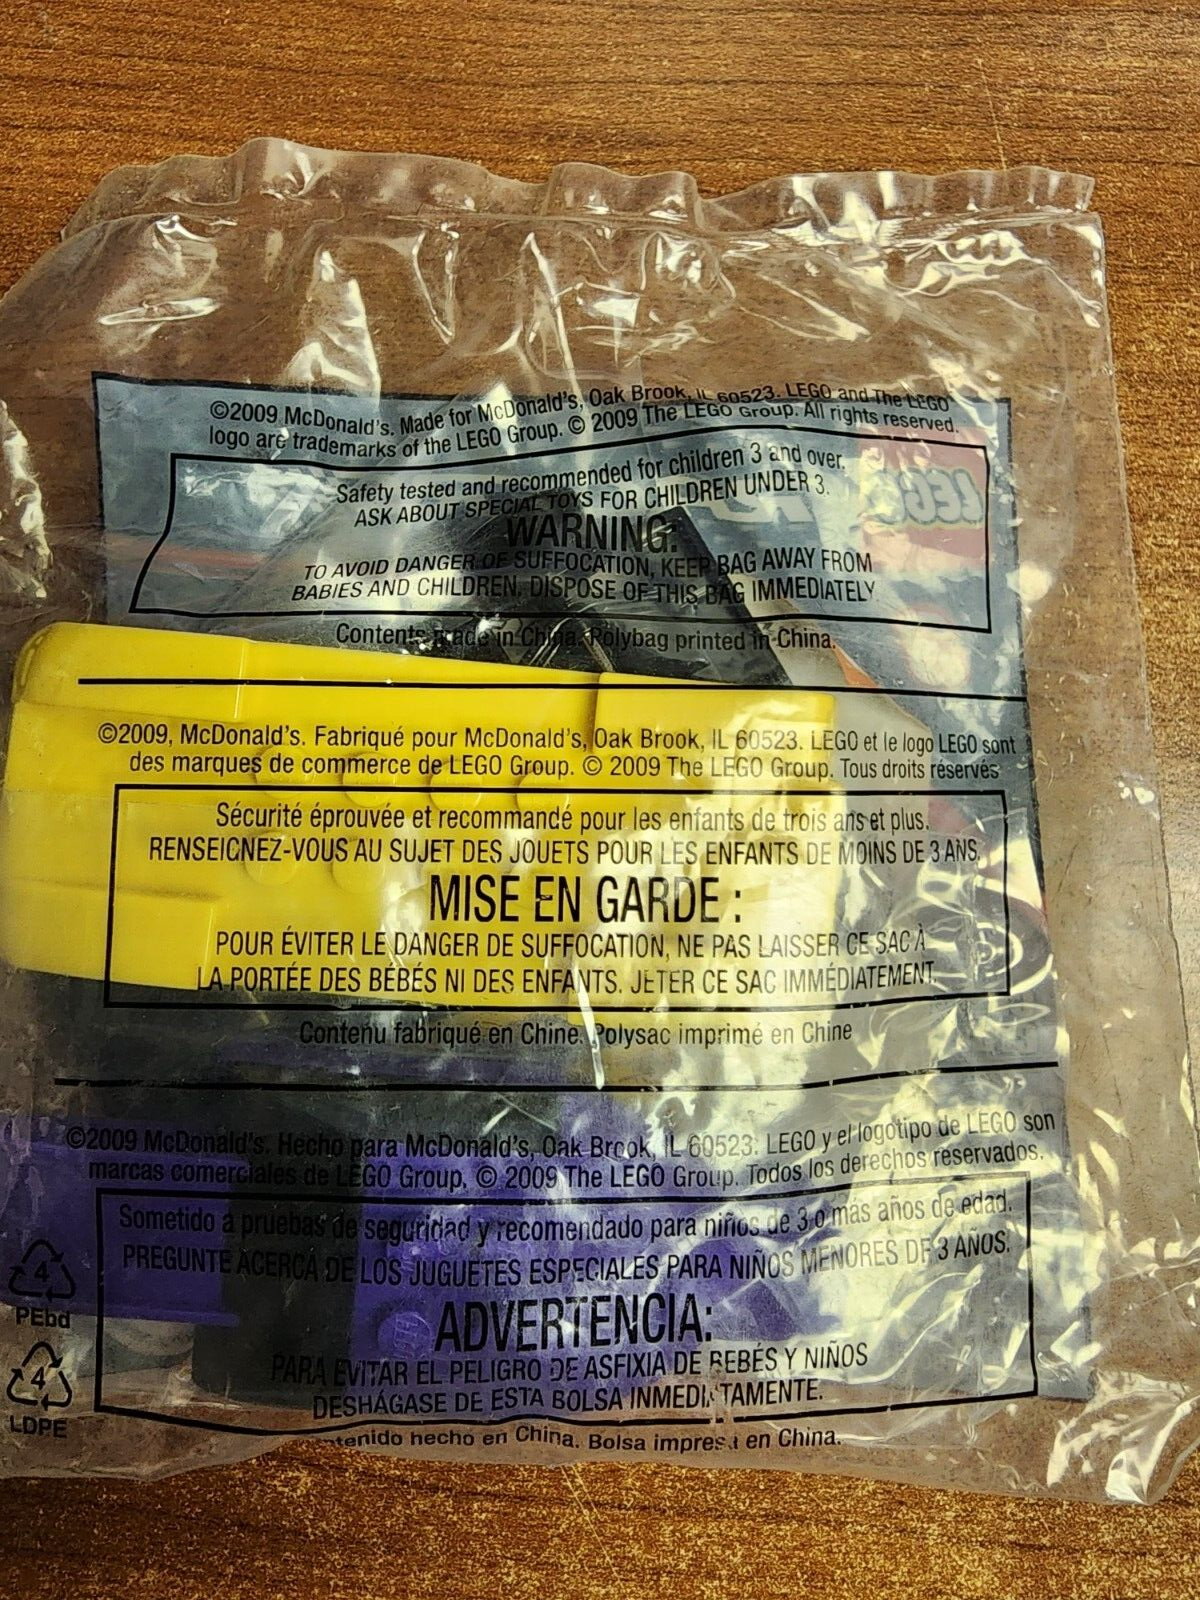 ©2009 McDonald's. Made for McDonald's, Oak Brook, IL 60523. LEGO and The LEGO
logo are trademarks of the LEGO Group. © 2009 The LEGO Group. All rights reserved.
Safety tested and recommended for children 3 and over.
ASK ABOUT SPECIAL TOYS FOR CHILDREN UNDER 3.
WARNING:
TO AVOID DANGER OF SUFFOCATION, KEEP BAG AWAY FROM
BABIES AND CHILDREN, DISPOSE OF THIS BAG IMMEDIATELY
Contents made in China. Polybag printed in China.
LEGO
©2009, McDonald's. Fabriqué pour McDonald's, Oak Brook, IL 60523. LEGO et le logo LEGO sont
des marques de commerce de LEGO Group. © 2009 The LEGO Group. Tous droits réservés
Sécurité éprouvée et recommandé pour les enfants de trois ans et plus.
RENSEIGNEZ-VOUS AU SUJET DES JOUETS POUR LES ENFANTS DE MOINS DE 3 ANS.
MISE EN GARDE :
POUR ÉVITER LE DANGER DE SUFFOCATION, NE PAS LAISSER CE SAC À
LA PORTÉE DES BÉBÉS NI DES ENFANTS. JETER CE SAC IMMÉDIATEMENT.
Contenu fabriqué en Chine. Polysac imprimé en Chine
©2009 McDonald's. Hecho para McDonald's, Oak Brook, IL 60523. LEGO y el logotipo de LEGO son
marcas comerciales de LEGO Group, © 2009 The LEGO Group. Todos los derechos reservados.
Sometido a pruebas de seguridad y recomendado para niños de 3 o más años de edad.
PREGUNTE ACERCA DE LOS JUGUETES ESPECIALES PARA NIÑOS MENORES DE 3 AÑOS.
ADVERTENCIA:
PARA EVITAR EL PELIGRO DE ASFIXIA DE BEBÉS Y NIÑOS
DESHÁGASE DE ESTA BOLSA INMEDIATAMENTE.
Contenido hecho en China. Bolsa impresa en China.
4
PEbd
4
LDPE